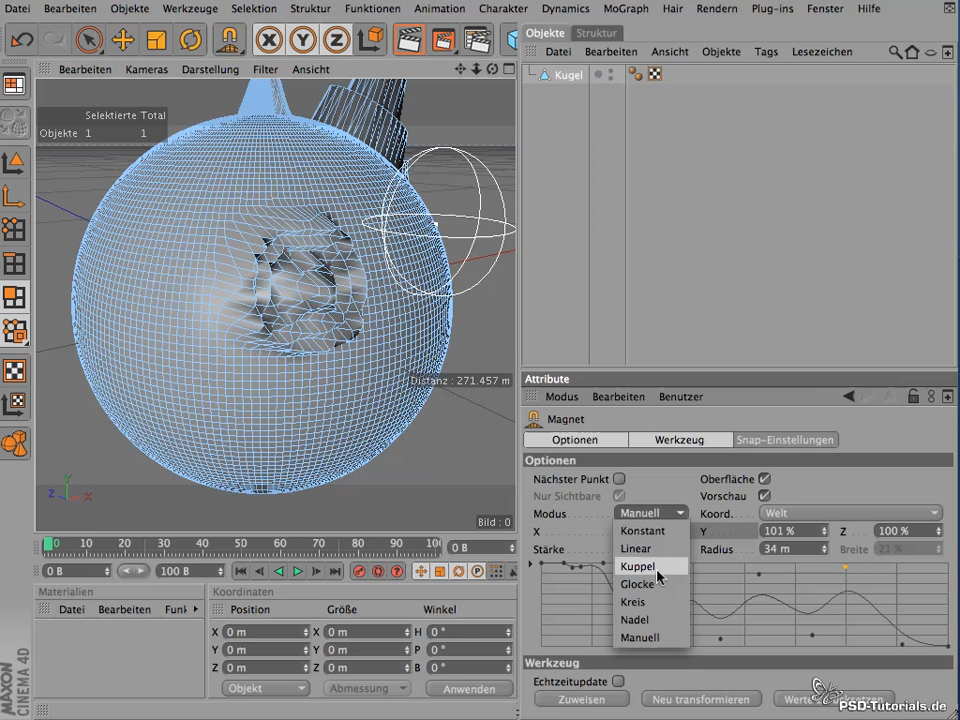 Datei Bearbeiten Objekte Werkzeuge Selektion Struktur Funktionen Animation Charakter Dynamics MoGraph Hair Rendern Plug-ins Fenster Hilfe
Objekte Struktur
Datei Bearbeiten Ansicht Objekte Tags Lesezeichen
Bearbeiten Kameras Darstellung Filter Ansicht
Kugel
Selektierte Total
Objekte 1 1
Distanz : 271.457 m
Attribute
Modus Bearbeiten Benutzer
Magnet
Optionen Werkzeug Snap-Einstellungen
Optionen
Nächster Punkt Oberfläche
Nur Sichtbare Vorschau
Modus Manuell Koord. Welt
X Y 101 % Z 100 %
Stärke Radius 34 m Breite 21 %
Konstant
Linear
Kuppel
Glocke
Kreis
Nadel
Manuell
Y
Z X
Bild : 0
0 10 20 30 40 50 60 70 80 90 100 0 B
0 B 100 B
Materialien
Datei Bearbeiten Funk
Koordinaten
Position Größe Winkel
X 0 m X 0 m H 0 °
Y 0 m Y 0 m P 0 °
Z 0 m Z 0 m B 0 °
Objekt Abmessung Anwenden
Werkzeug
Echtzeitupdate
Zuweisen Neu transformieren
MAXON
CINEMA 4D
PSD-Tutorials.de